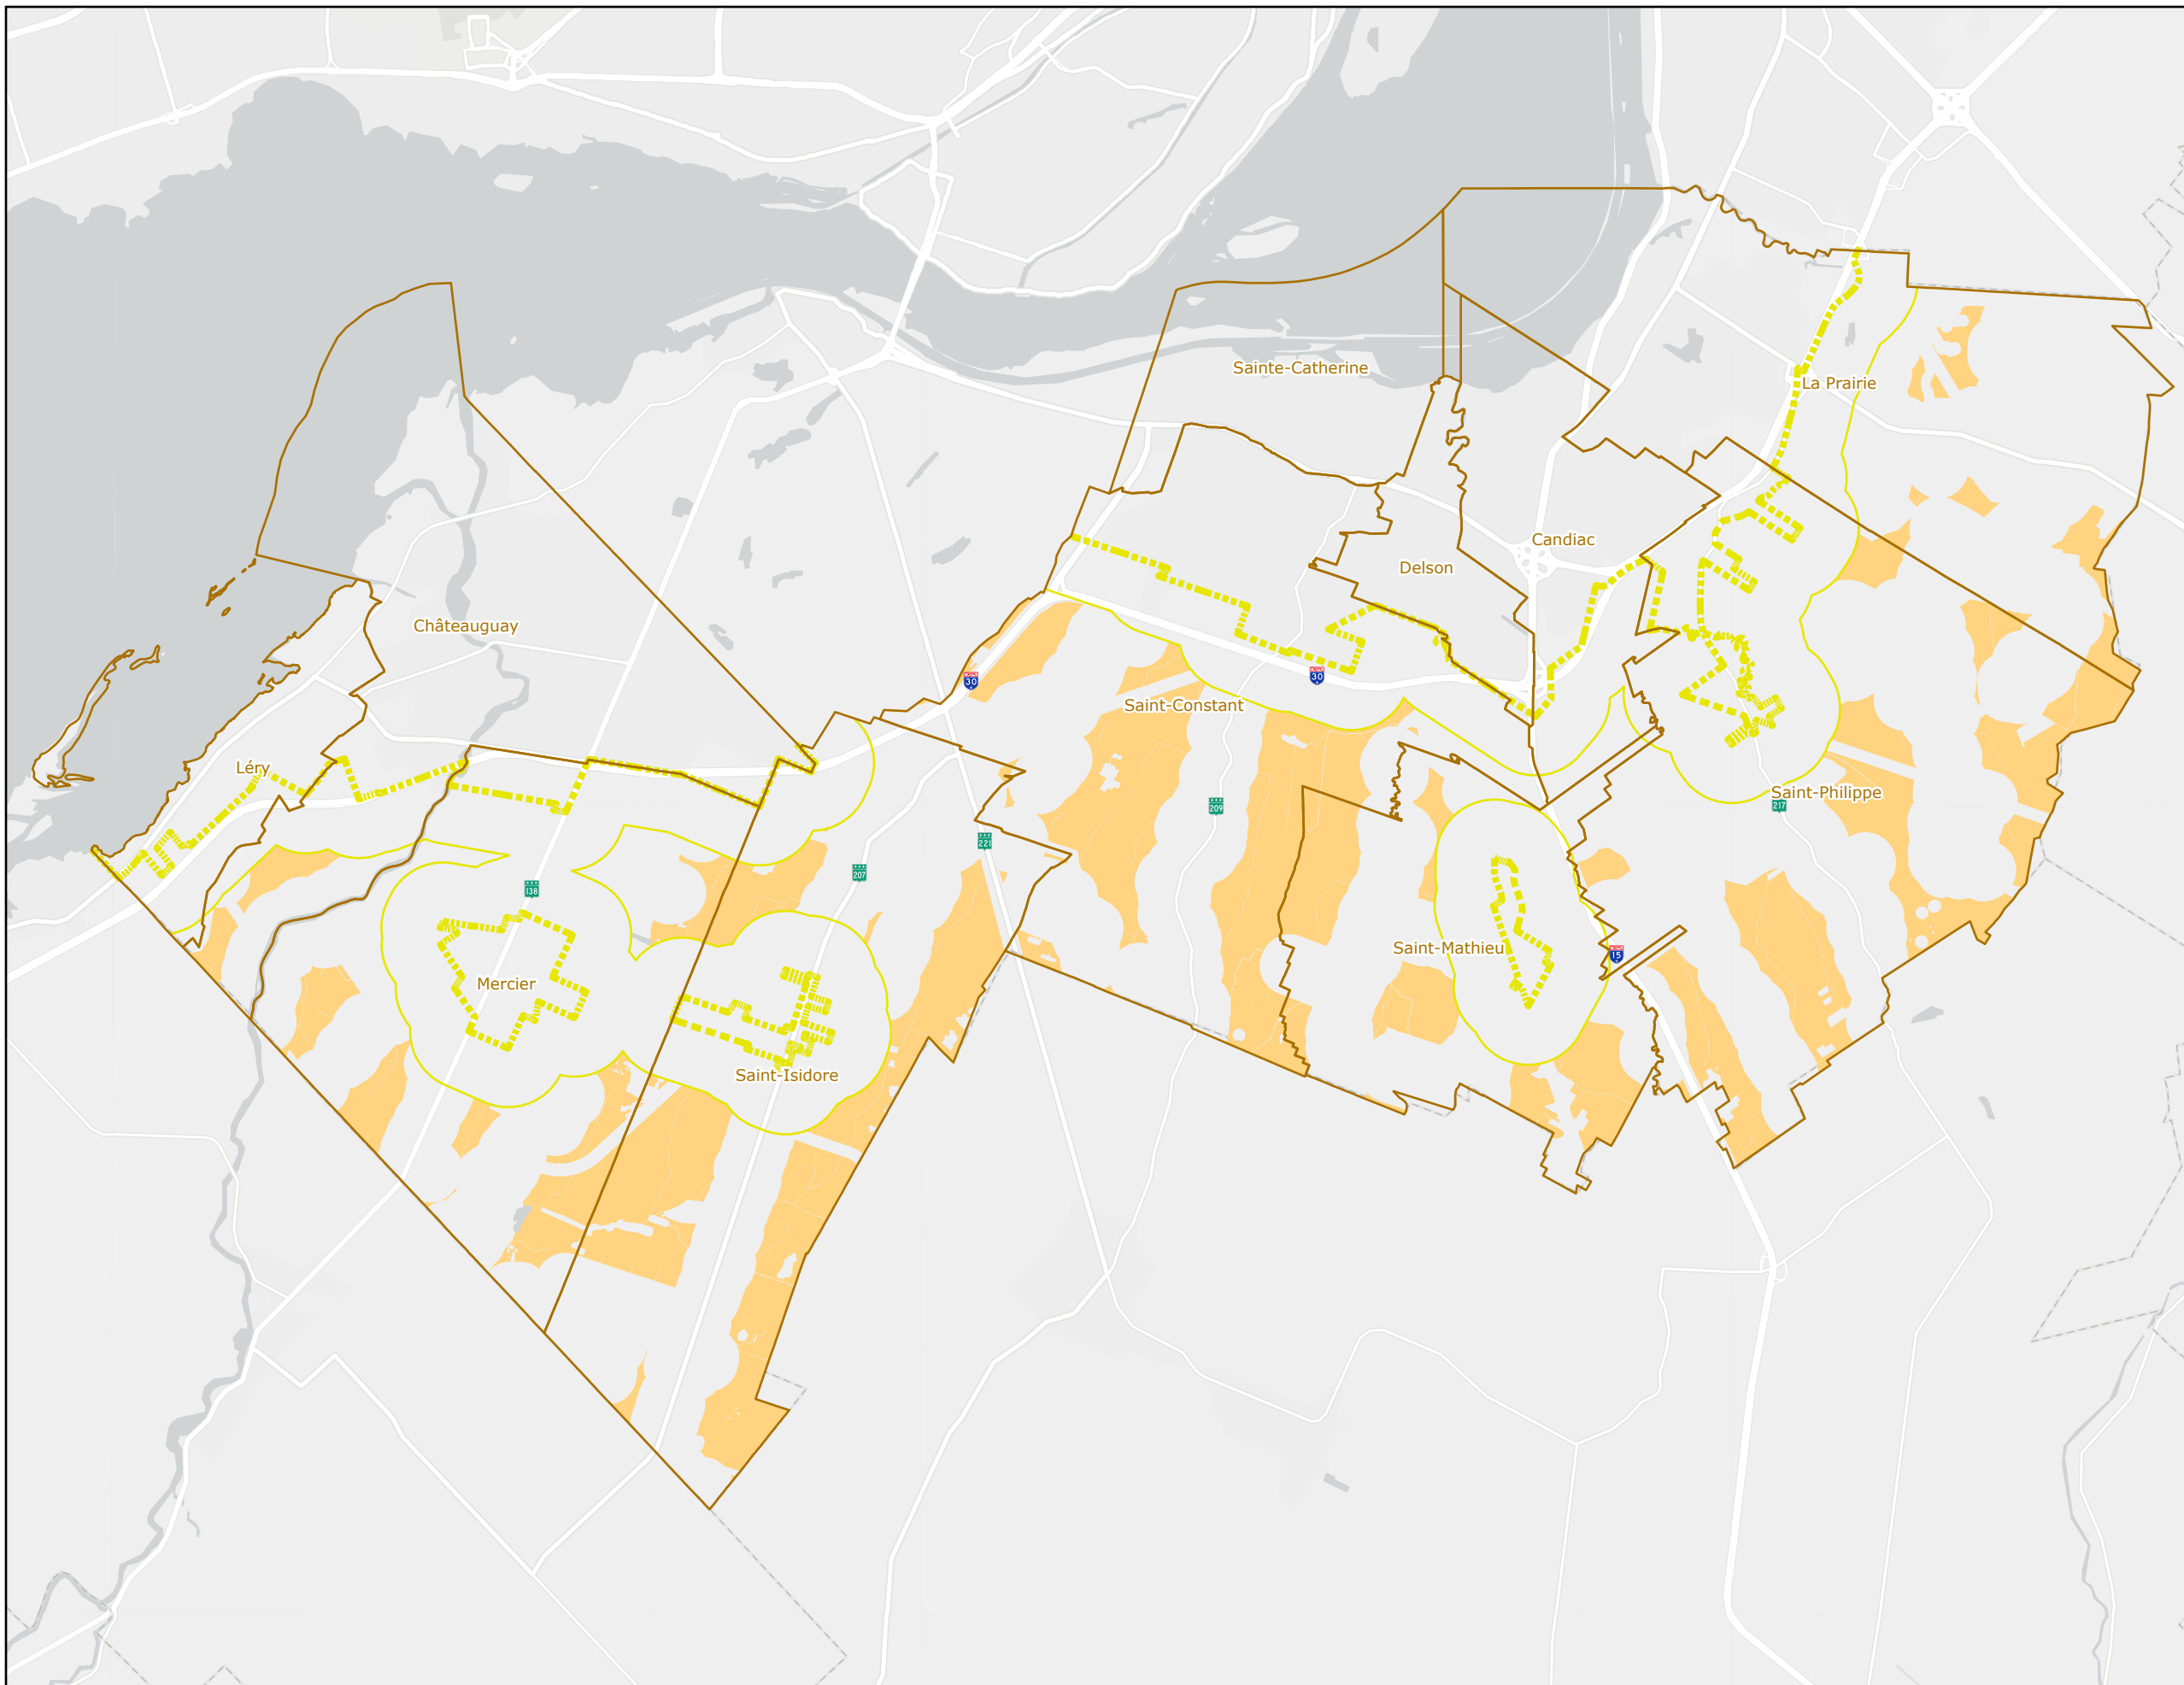 Sainte-Catherine
La Prairie
Candiac
Delson
Châteauguay
30
30
Saint-Constant
Léry
Saint-Philippe
217
209
221
207
138
Saint-Mathieu
15
Mercier
Saint-Isidore